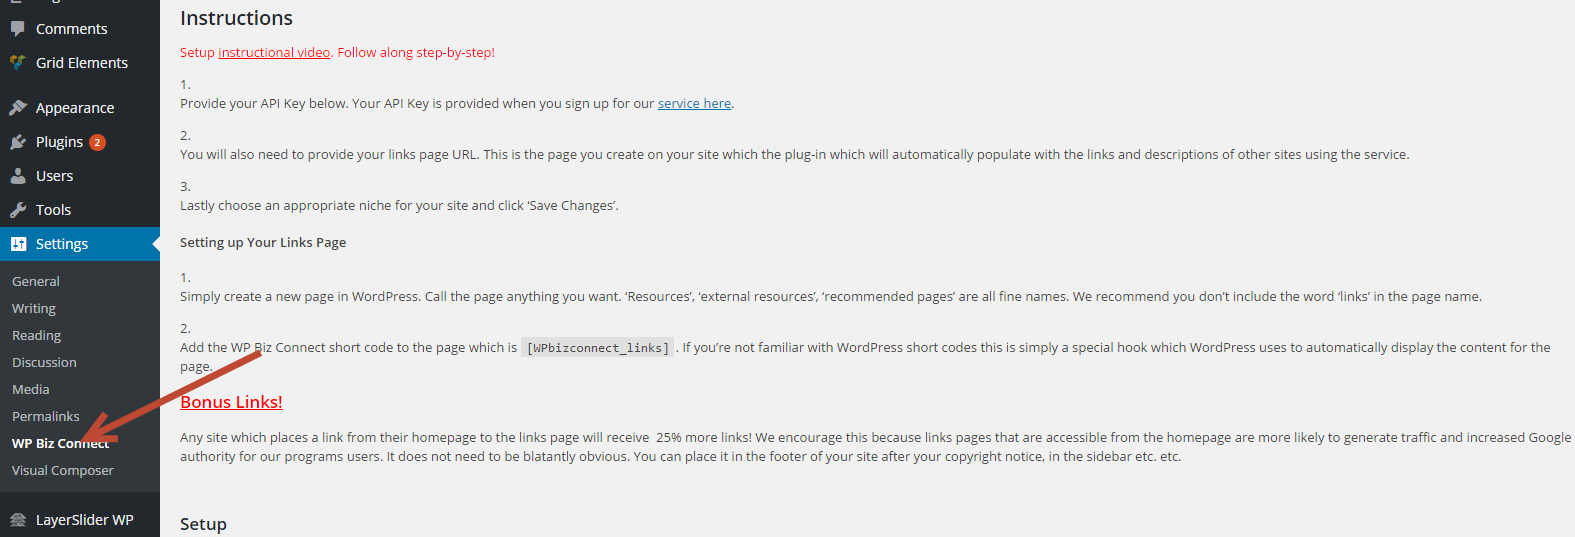 Comments
Grid Elements
Appearance
Plugins 2
Users
Tools
Settings
General
Writing
Reading
Discussion
Media
Permalinks
WP Biz Connect
Visual Composer
LayerSlider WP
Instructions
Setup instructional video. Follow along step-by-step!
1.
Provide your API Key below. Your API Key is provided when you sign up for our service here.
2.
You will also need to provide your links page URL. This is the page you create on your site which the plug-in which will automatically populate with the links and descriptions of other sites using the service.
3.
Lastly choose an appropriate niche for your site and click ‘Save Changes’.
Setting up Your Links Page
1.
Simply create a new page in WordPress. Call the page anything you want. ‘Resources’, ‘external resources’, ‘recommended pages’ are all fine names. We recommend you don’t include the word ‘links’ in the page name.
2.
Add the WP Biz Connect short code to the page which is [WPbizconnect_links] . If you’re not familiar with WordPress short codes this is simply a special hook which WordPress uses to automatically display the content for the
page.
Bonus Links!
Any site which places a link from their homepage to the links page will receive 25% more links! We encourage this because links pages that are accessible from the homepage are more likely to generate traffic and increased Google
authority for our programs users. It does not need to be blatantly obvious. You can place it in the footer of your site after your copyright notice, in the sidebar etc. etc.
Setup